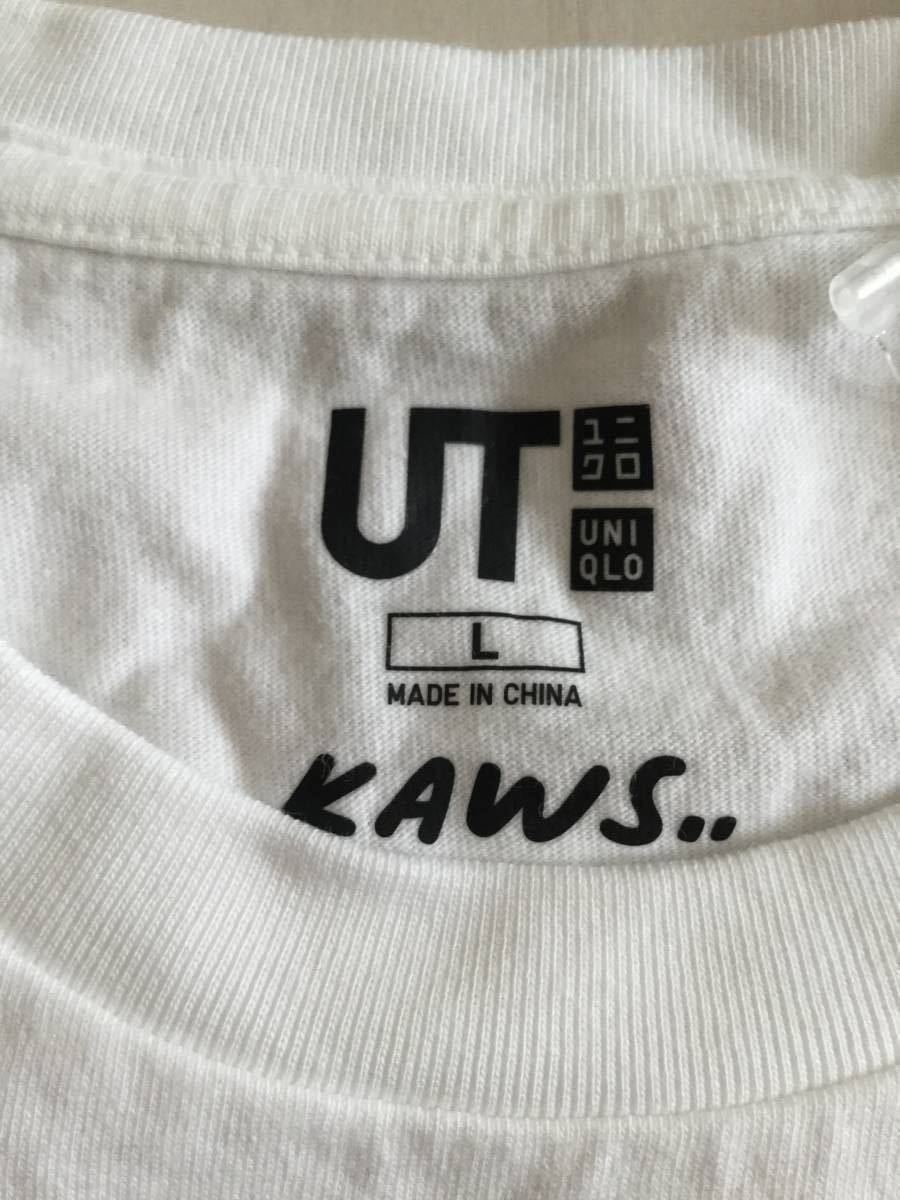 UT
ユニ
クロ
UNI
QLO
L
MADE IN CHINA
KAWS..